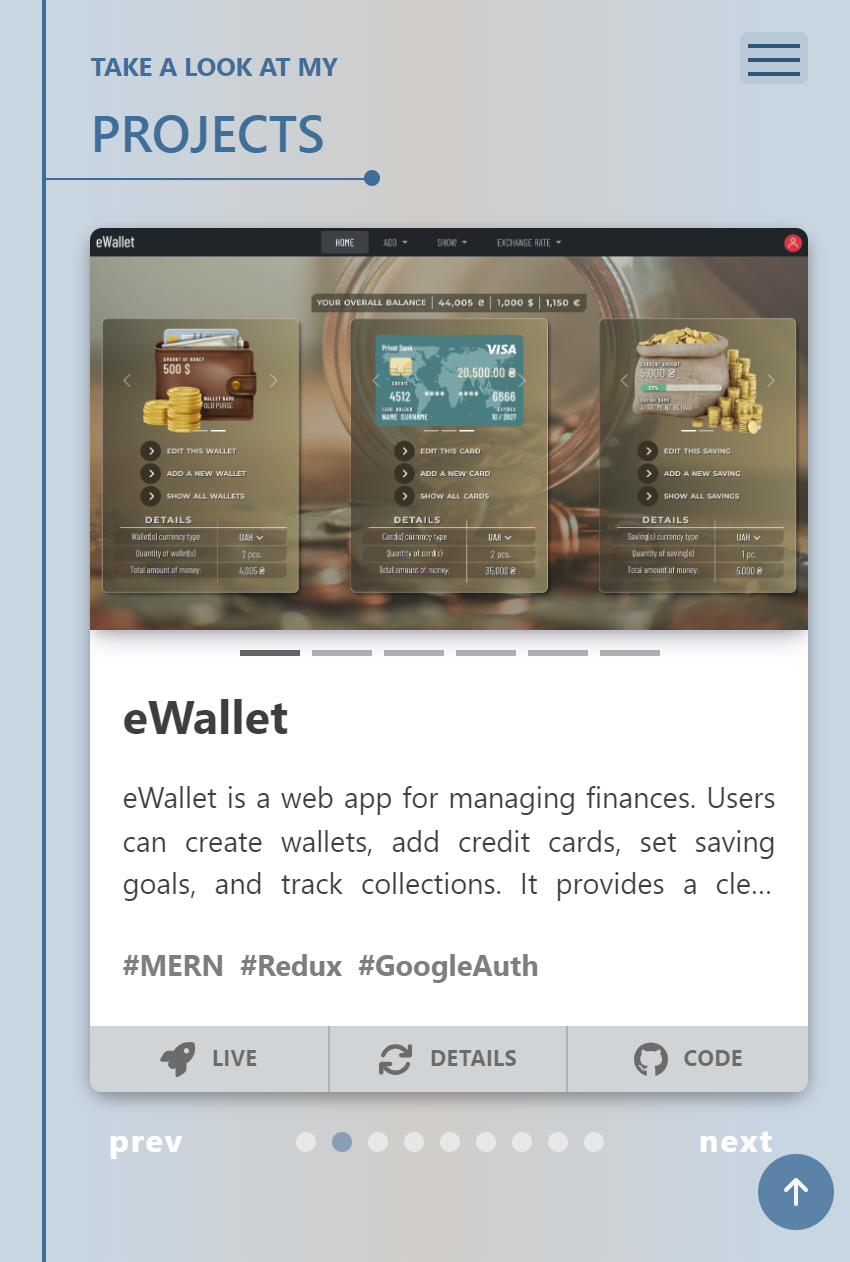 TAKE A LOOK AT MY
PROJECTS
eWallet
HOME
ADD
SHOW
EXCHANGE RATE
YOUR OVERALL BALANCE | 44,005 ₴ | 1,000 $ | 1,150 €
AMOUNT OF MONEY
500 $
WALLET NAME
OLD PURSE
EDIT THIS WALLET
ADD A NEW WALLET
SHOW ALL WALLETS
DETAILS
Wallet(s) currency type UAH
Quantity of wallet(s) 2 pcs.
Total amount of money: 4,005 ₴
Privat Bank VISA
20,500.00 ₴
CREDIT
4512 **** **** 6666
CARD HOLDER EXPIRES
NAME SURNAME 10 / 2027
EDIT THIS CARD
ADD A NEW CARD
SHOW ALL CARDS
DETAILS
Card(s) currency type UAH
Quantity of card(s) 2 pcs.
Total amount of money: 35,000 ₴
CURRENT AMOUNT
5,000 ₴
37%
SAVING NAME
EDIT THIS SAVING
ADD A NEW SAVING
SHOW ALL SAVINGS
DETAILS
Saving(s) currency type UAH
Quantity of saving(s) 1 pc.
Total amount of money: 5,000 ₴
eWallet
eWallet is a web app for managing finances. Users
can create wallets, add credit cards, set saving
goals, and track collections. It provides a cle...
#MERN #Redux #GoogleAuth
LIVE
DETAILS
CODE
prev
next